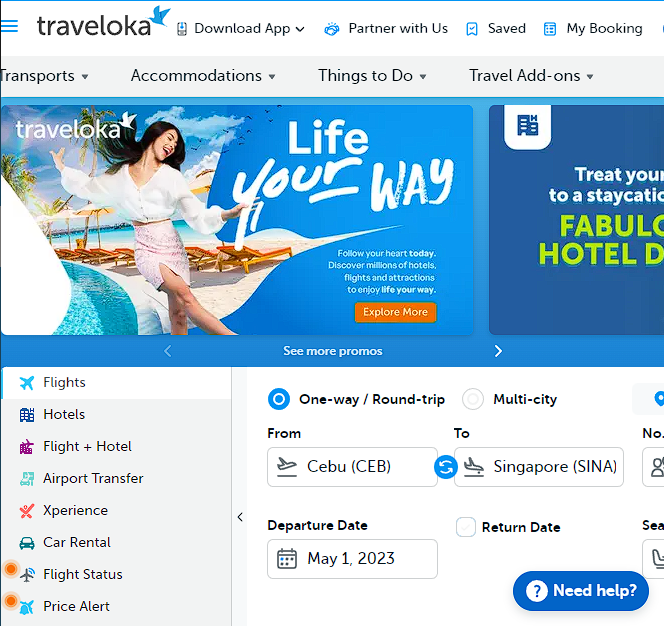 traveloka
Download App
Partner with Us
Saved
My Booking
Transports
Accommodations
Things to Do
Travel Add-ons
traveloka
Life
your WAY
Follow your heart today.
Discover millions of hotels,
flights and attractions
to enjoy life your way.
Explore More
Treat your
to a staycatio
FABULO
HOTEL D
See more promos
Flights
Hotels
Flight + Hotel
Airport Transfer
Xperience
Car Rental
Flight Status
Price Alert
One-way / Round-trip
Multi-city
From
To
No.
Cebu (CEB)
Singapore (SINA)
Departure Date
Return Date
Sea
May 1, 2023
? Need help?